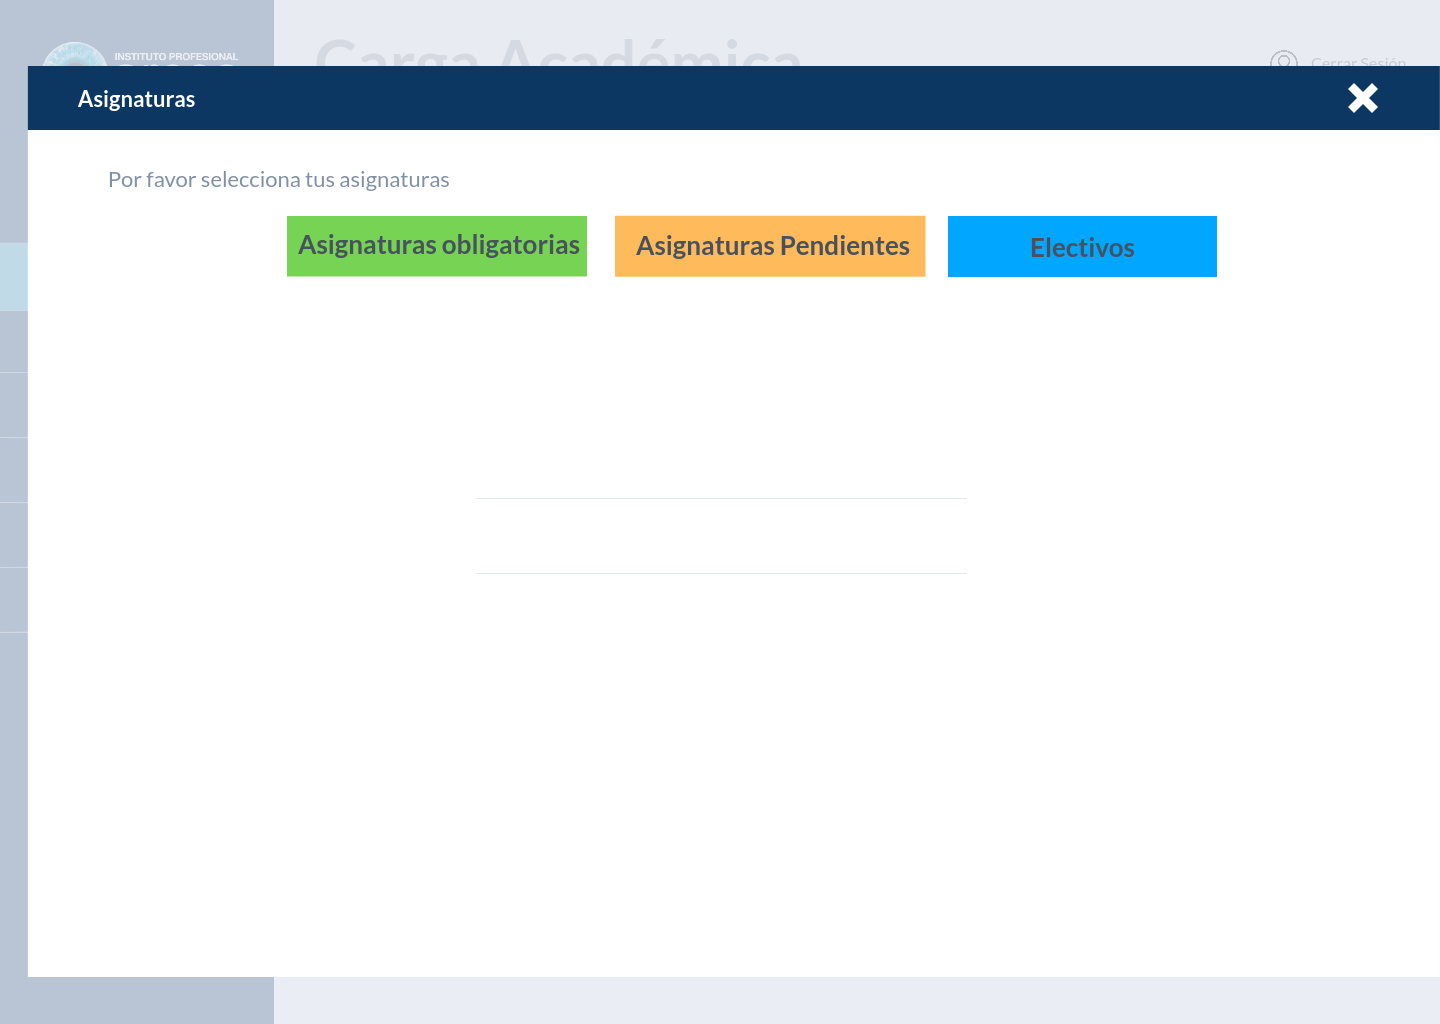 INSTITUTO PROFESIONAL
Carga Académica
Cerrar Sesión
Asignaturas
Por favor selecciona tus asignaturas
Asignaturas obligatorias
Asignaturas Pendientes
Electivos